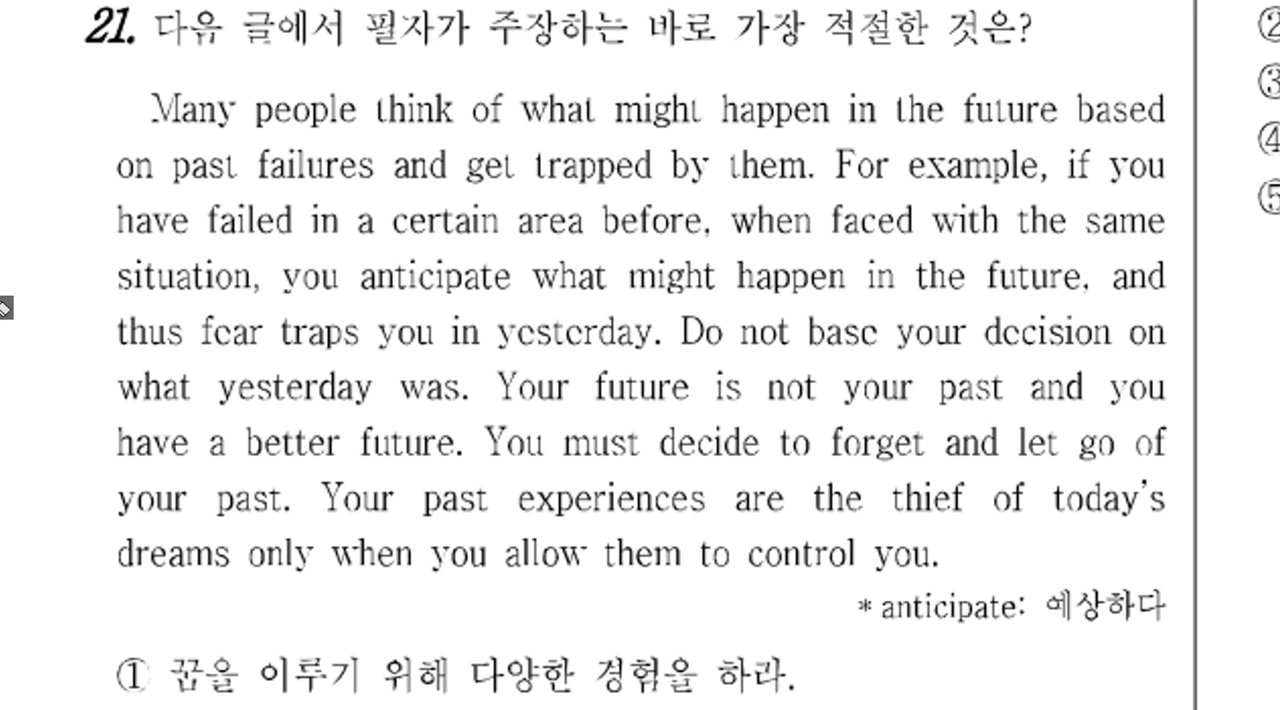 21. 다음 글에서 필자가 주장하는 바로 가장 적절한 것은?
Many people think of what might happen in the future based
on past failures and get trapped by them. For example, if you
have failed in a certain area before, when faced with the same
situation, you anticipate what might happen in the future, and
thus fear traps you in yesterday. Do not base your decision on
what yesterday was. Your future is not your past and you
have a better future. You must decide to forget and let go of
your past. Your past experiences are the thief of today's
dreams only when you allow them to control you.
* anticipate: 예상하다
① 꿈을 이루기 위해 다양한 경험을 하라.
②
③
④
⑤